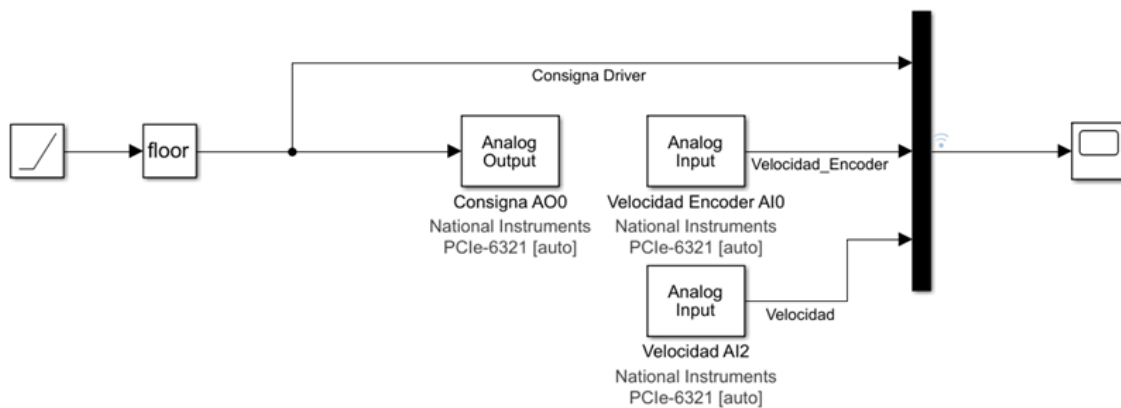 Consigna Driver
floor
Analog
Output
Consigna AO0
National Instruments
PCIe-6321 [auto]
Analog
Input
Velocidad_Encoder
Velocidad Encoder AI0
National Instruments
PCIe-6321 [auto]
Analog
Input
Velocidad
Velocidad AI2
National Instruments
PCIe-6321 [auto]